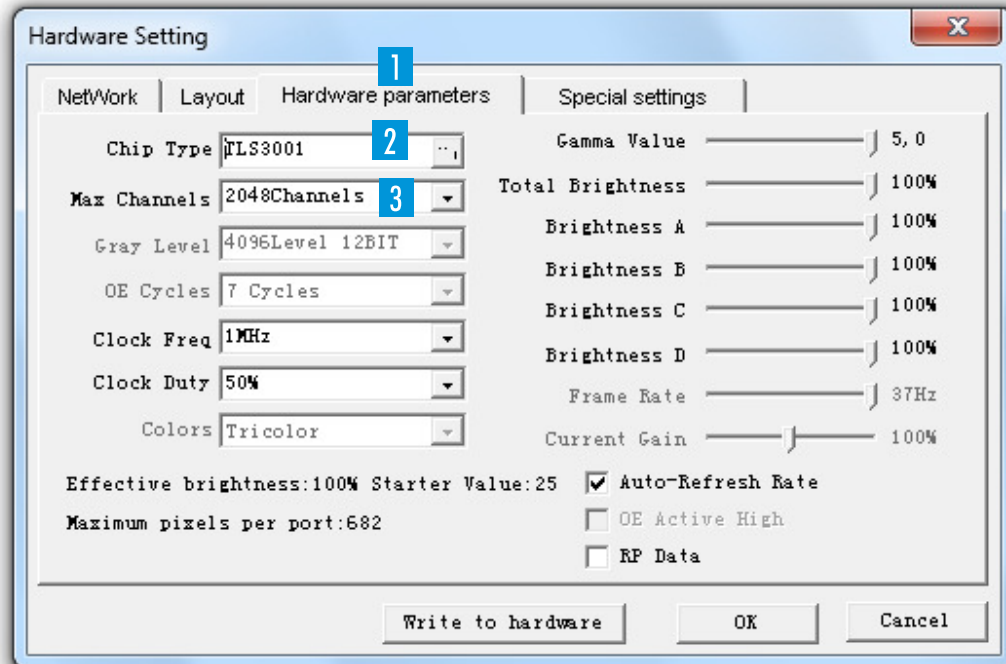 Hardware Setting
1
NetWork Layout Hardware parameters Special settings
Chip Type TLS3001 2
Max Channels 2048Channels 3
Gray Level 4096Level 12BIT
OE Cycles 7 Cycles
Clock Freq 1MHz
Clock Duty 50%
Colors Tricolor
Gamma Value 5,0
Total Brightness 100%
Brightness A 100%
Brightness B 100%
Brightness C 100%
Brightness D 100%
Frame Rate 37Hz
Current Gain 100%
Effective brightness:100% Starter Value:25
Maximum pixels per port:682
Auto-Refresh Rate
OE Active High
RP Data
Write to hardware OK Cancel